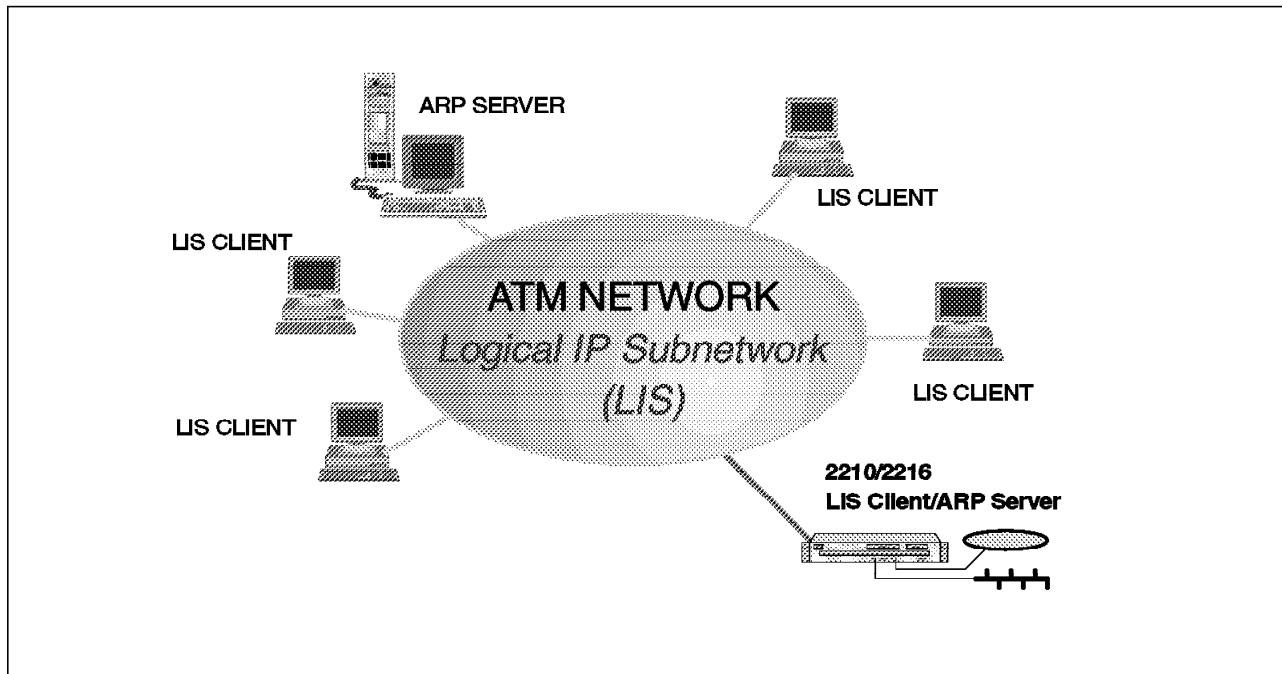 ARP SERVER
LIS CLIENT
LIS CLIENT
ATM NETWORK
Logical IP Subnetwork
(LIS)
LIS CLIENT
LIS CLIENT
2210/2216
LIS Client/ARP Server